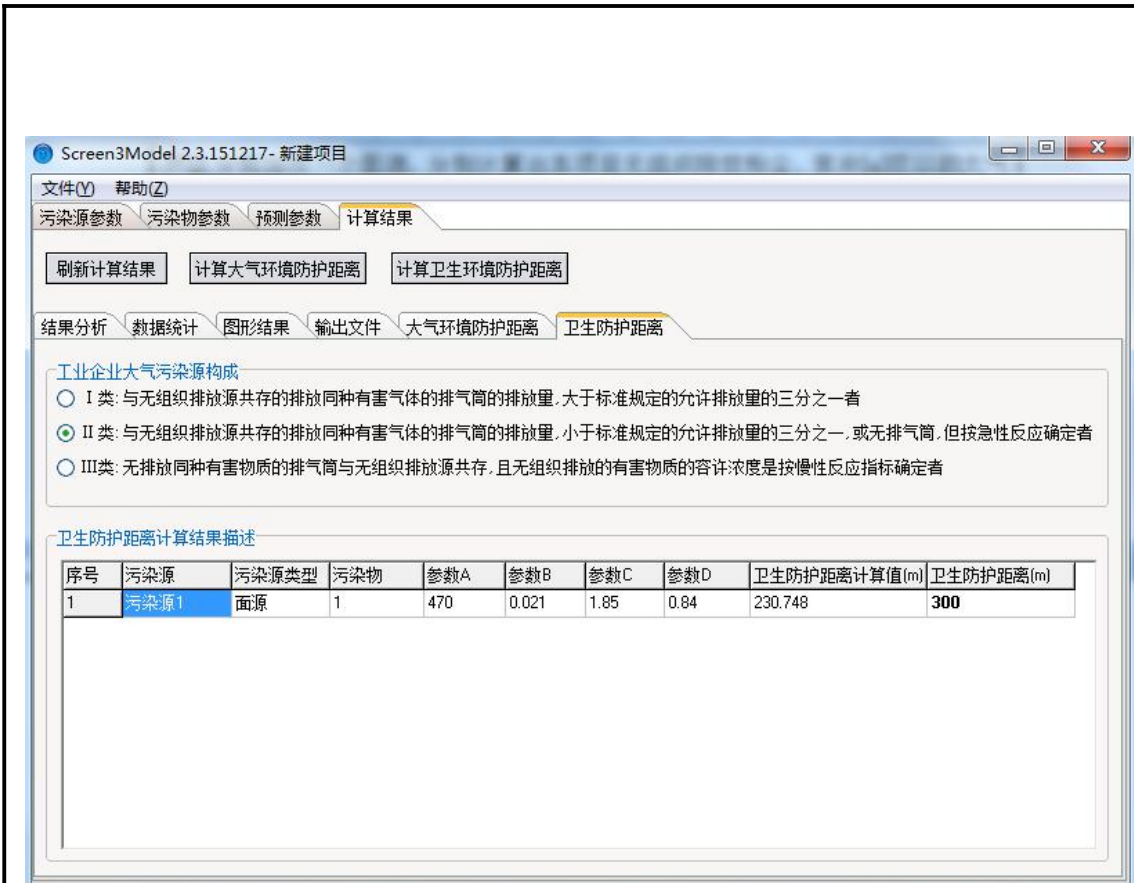 Screen3Model 2.3.151217- 新建项目
文件(Y) 帮助(Z)
污染源参数 污染物参数 预测参数 计算结果
刷新计算结果 计算大气环境防护距离 计算卫生环境防护距离
结果分析 数据统计 图形结果 输出文件 大气环境防护距离 卫生防护距离
工业企业大气污染源构成
I 类: 与无组织排放源共存的排放同种有害气体的排气筒的排放量,大于标准规定的允许排放量的三分之一者
II 类: 与无组织排放源共存的排放同种有害气体的排气筒的排放量,小于标准规定的允许排放量的三分之一,或无排气筒,但按急性反应确定者
III类: 无排放同种有害物质的排气筒与无组织排放源共存,且无组织排放的有害物质的容许浓度是按慢性反应指标确定者
卫生防护距离计算结果描述
序号 污染源 污染源类型 污染物 参数A 参数B 参数C 参数D 卫生防护距离计算值(m) 卫生防护距离(m)
1 污染源1 面源 1 470 0.021 1.85 0.84 230.748 300